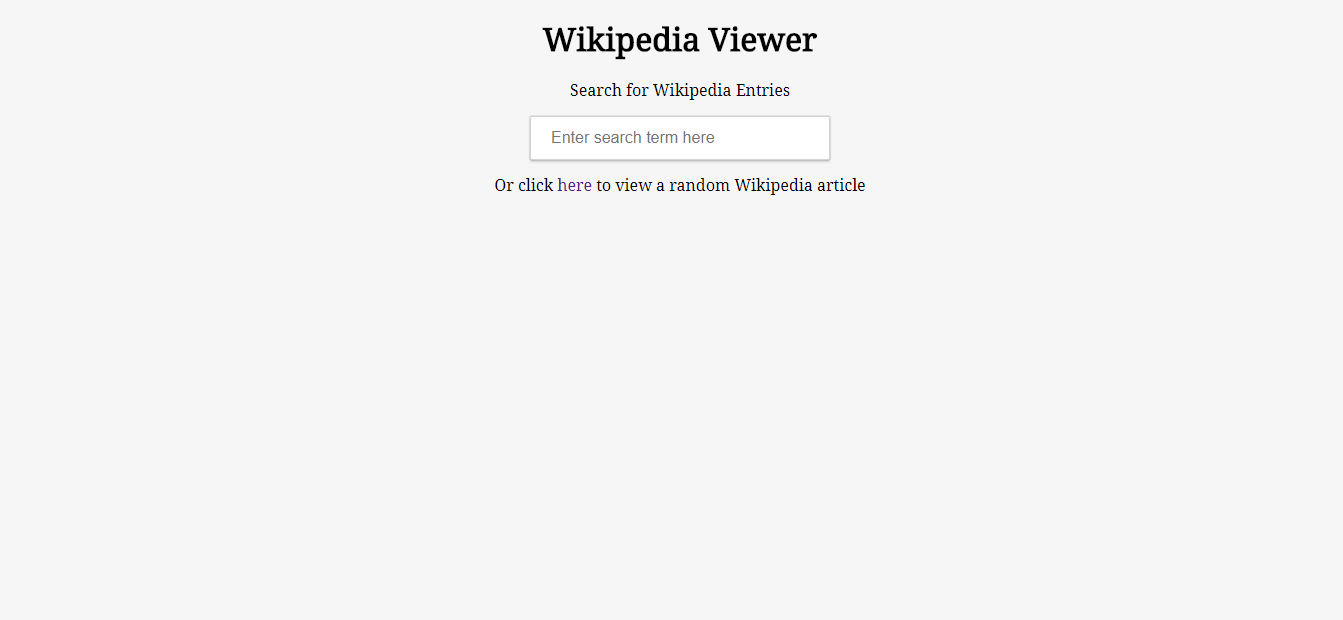 Wikipedia Viewer
Search for Wikipedia Entries
Enter search term here
Or click here to view a random Wikipedia article